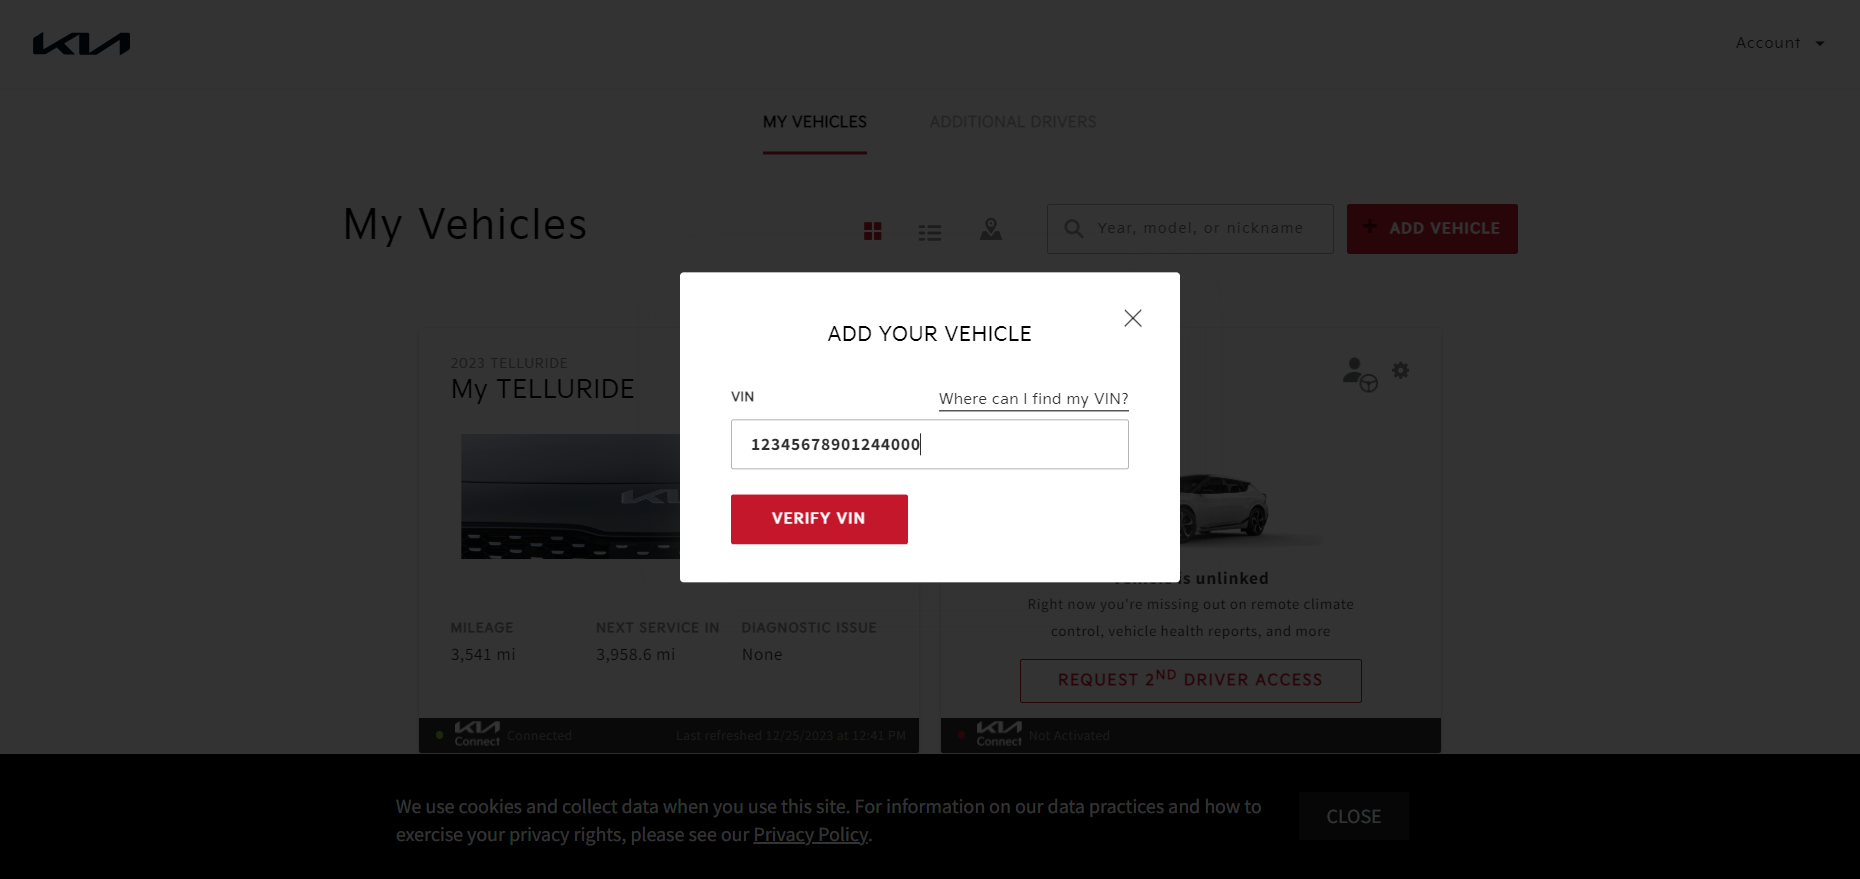 KIA
Account
MY VEHICLES
ADDITIONAL DRIVERS
My Vehicles
Year, model, or nickname
+ ADD VEHICLE
ADD YOUR VEHICLE
VIN
Where can I find my VIN?
12345678901244000
VERIFY VIN
2023 TELLURIDE
My TELLURIDE
MILEAGE
NEXT SERVICE IN
DIAGNOSTIC ISSUE
3,541 mi
3,958.6 mi
None
KIA
Connect
Connected
Last refreshed 12/25/2023 at 12:41 PM
is unlinked
Right now you're missing out on remote climate
control, vehicle health reports, and more
REQUEST 2ND DRIVER ACCESS
KIA
Connect
Not Activated
We use cookies and collect data when you use this site. For information on our data practices and how to
exercise your privacy rights, please see our Privacy Policy.
CLOSE